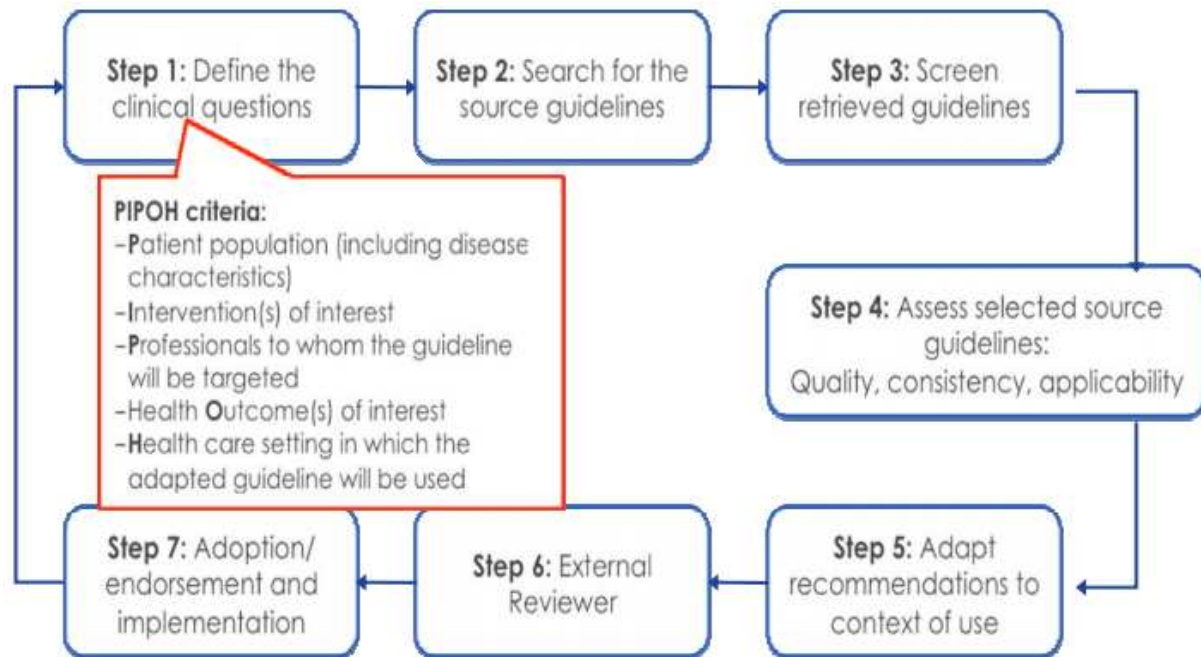 Step 1: Define the
clinical questions
Step 2: Search for the
source guidelines
Step 3: Screen
retrieved guidelines
PIPOH criteria:
-Patient population (including disease
characteristics)
-Intervention(s) of interest
-Professionals to whom the guideline
will be targeted
-Health Outcome(s) of interest
-Health care setting in which the
adapted guideline will be used
Step 4: Assess selected source
guidelines:
Quality, consistency, applicability
Step 5: Adapt
recommendations to
context of use
Step 6: External
Reviewer
Step 7: Adoption/
endorsement and
implementation